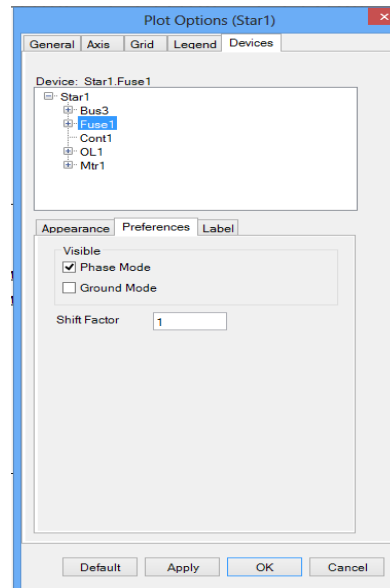 Plot Options (Star1)
General Axis Grid Legend Devices
Device: Star1.Fuse1
Star1
Bus3
Fuse1
Cont1
OL1
Mtr1
Appearance Preferences Label
Visible
Phase Mode
Ground Mode
Shift Factor 1
Default Apply OK Cancel